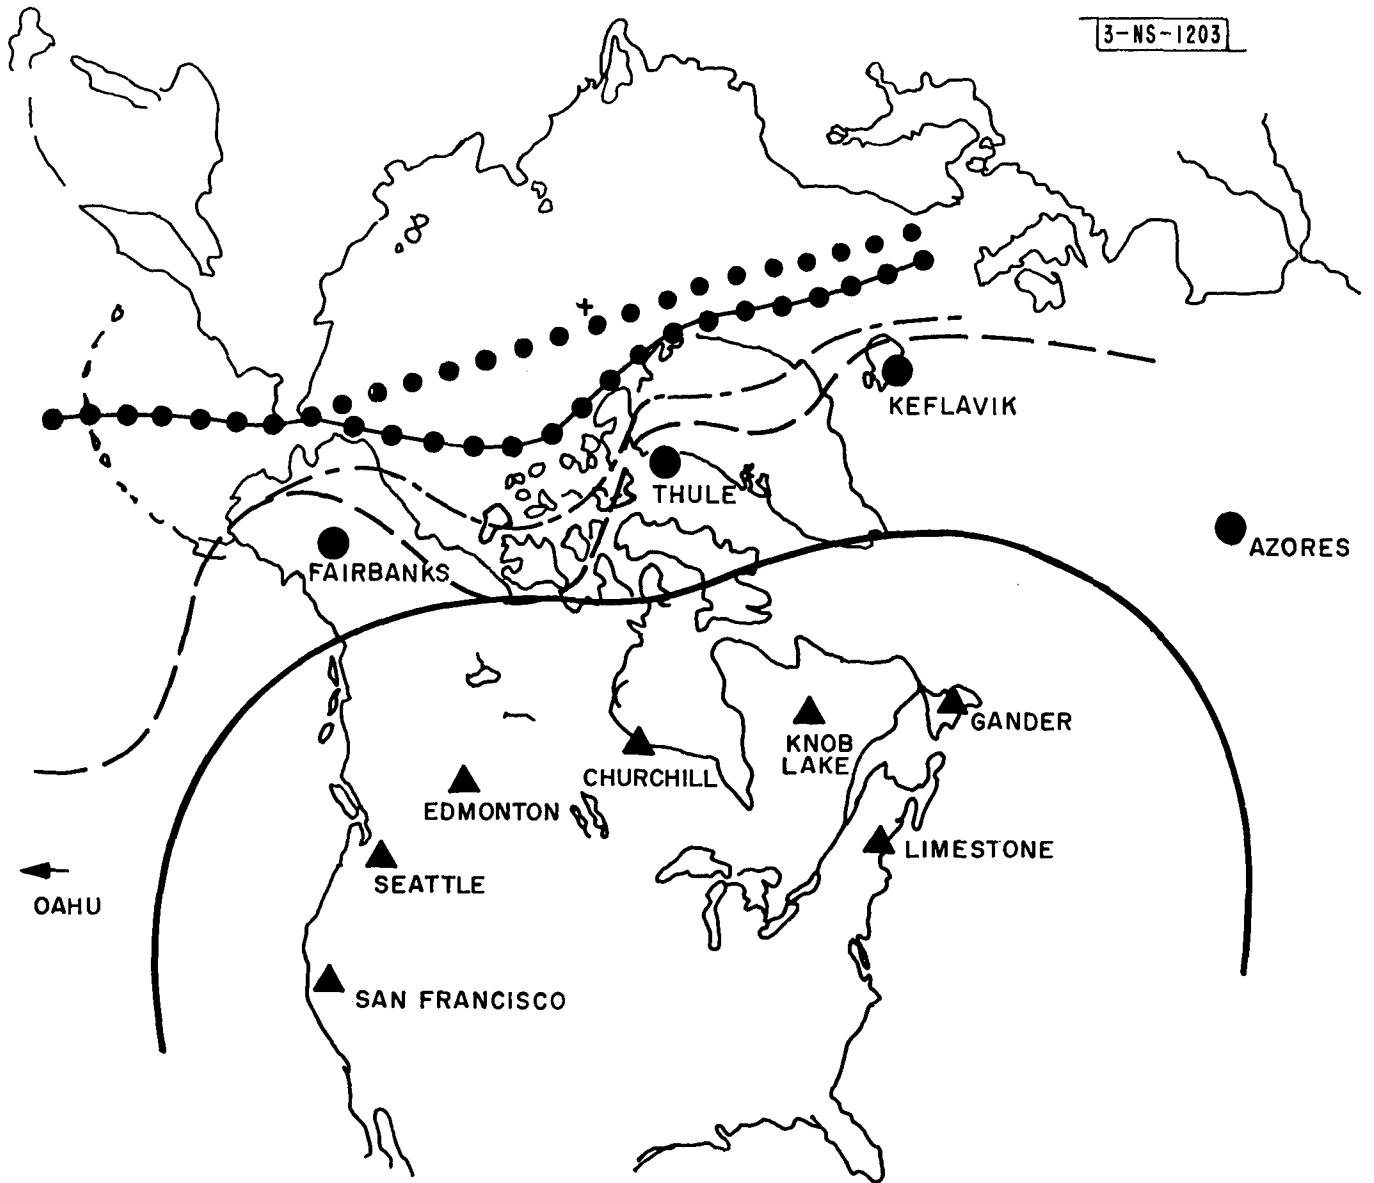 3-NS-1203
KEFLAVIK
THULE
AZORES
FAIRBANKS
GANDER
KNOB
LAKE
CHURCHILL
EDMONTON
LIMESTONE
SEATTLE
OAHU
SAN FRANCISCO